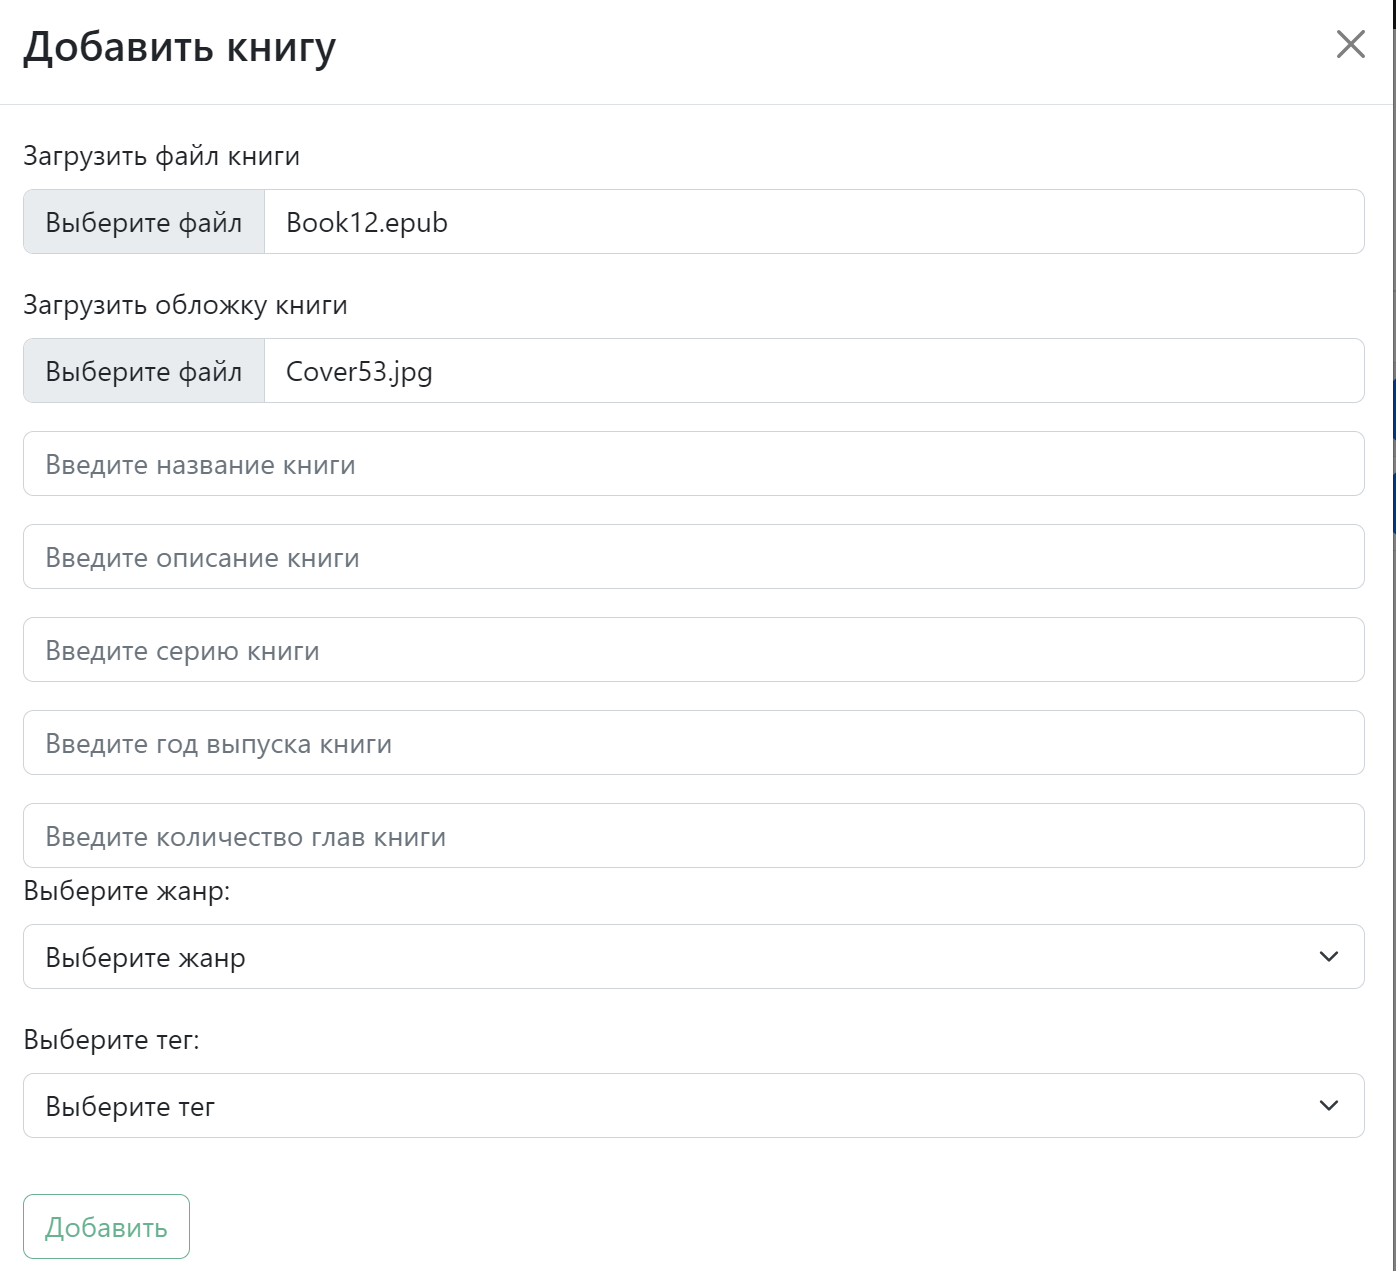 Добавить книгу
Загрузить файл книги
Выберите файл Book12.epub
Загрузить обложку книги
Выберите файл Cover53.jpg
Введите название книги
Введите описание книги
Введите серию книги
Введите год выпуска книги
Введите количество глав книги
Выберите жанр:
Выберите жанр
Выберите тег:
Выберите тег
Добавить